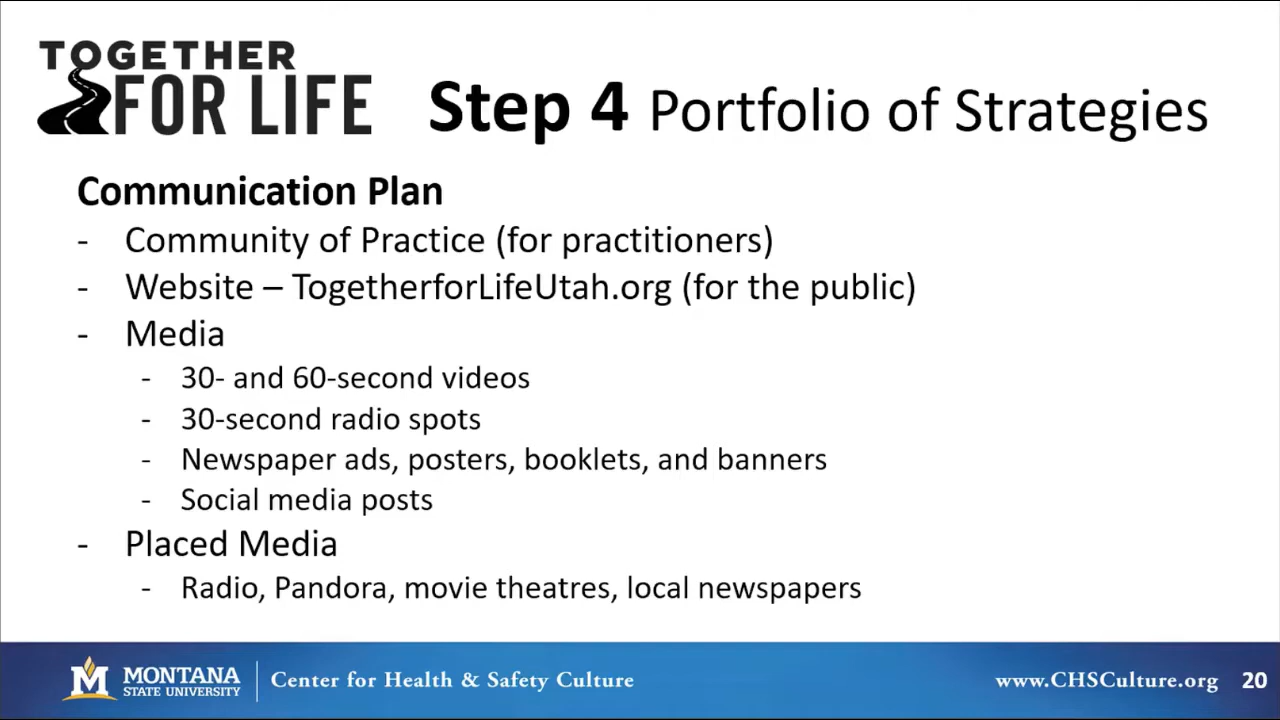 TOGETHER
FOR LIFE
Step 4 Portfolio of Strategies
Communication Plan
- Community of Practice (for practitioners)
- Website – TogetherforLifeUtah.org (for the public)
- Media
- 30- and 60-second videos
- 30-second radio spots
- Newspaper ads, posters, booklets, and banners
- Social media posts
- Placed Media
- Radio, Pandora, movie theatres, local newspapers
M MONTANA
STATE UNIVERSITY
Center for Health & Safety Culture
www.CHSCulture.org 20